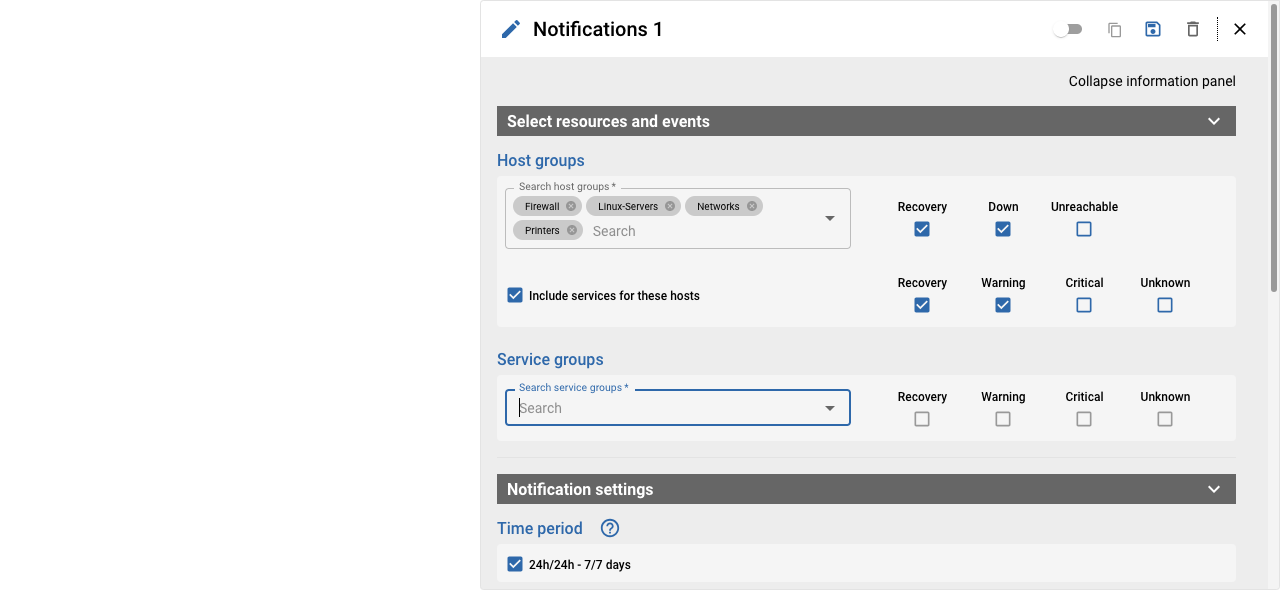 Notifications 1
Collapse information panel
Select resources and events
Host groups
Search host groups *
Firewall Linux-Servers Networks
Printers Search
Recovery Down Unreachable
Include services for these hosts
Recovery Warning Critical Unknown
Service groups
Search service groups *
Search
Recovery Warning Critical Unknown
Notification settings
Time period ?
24h/24h - 7/7 days